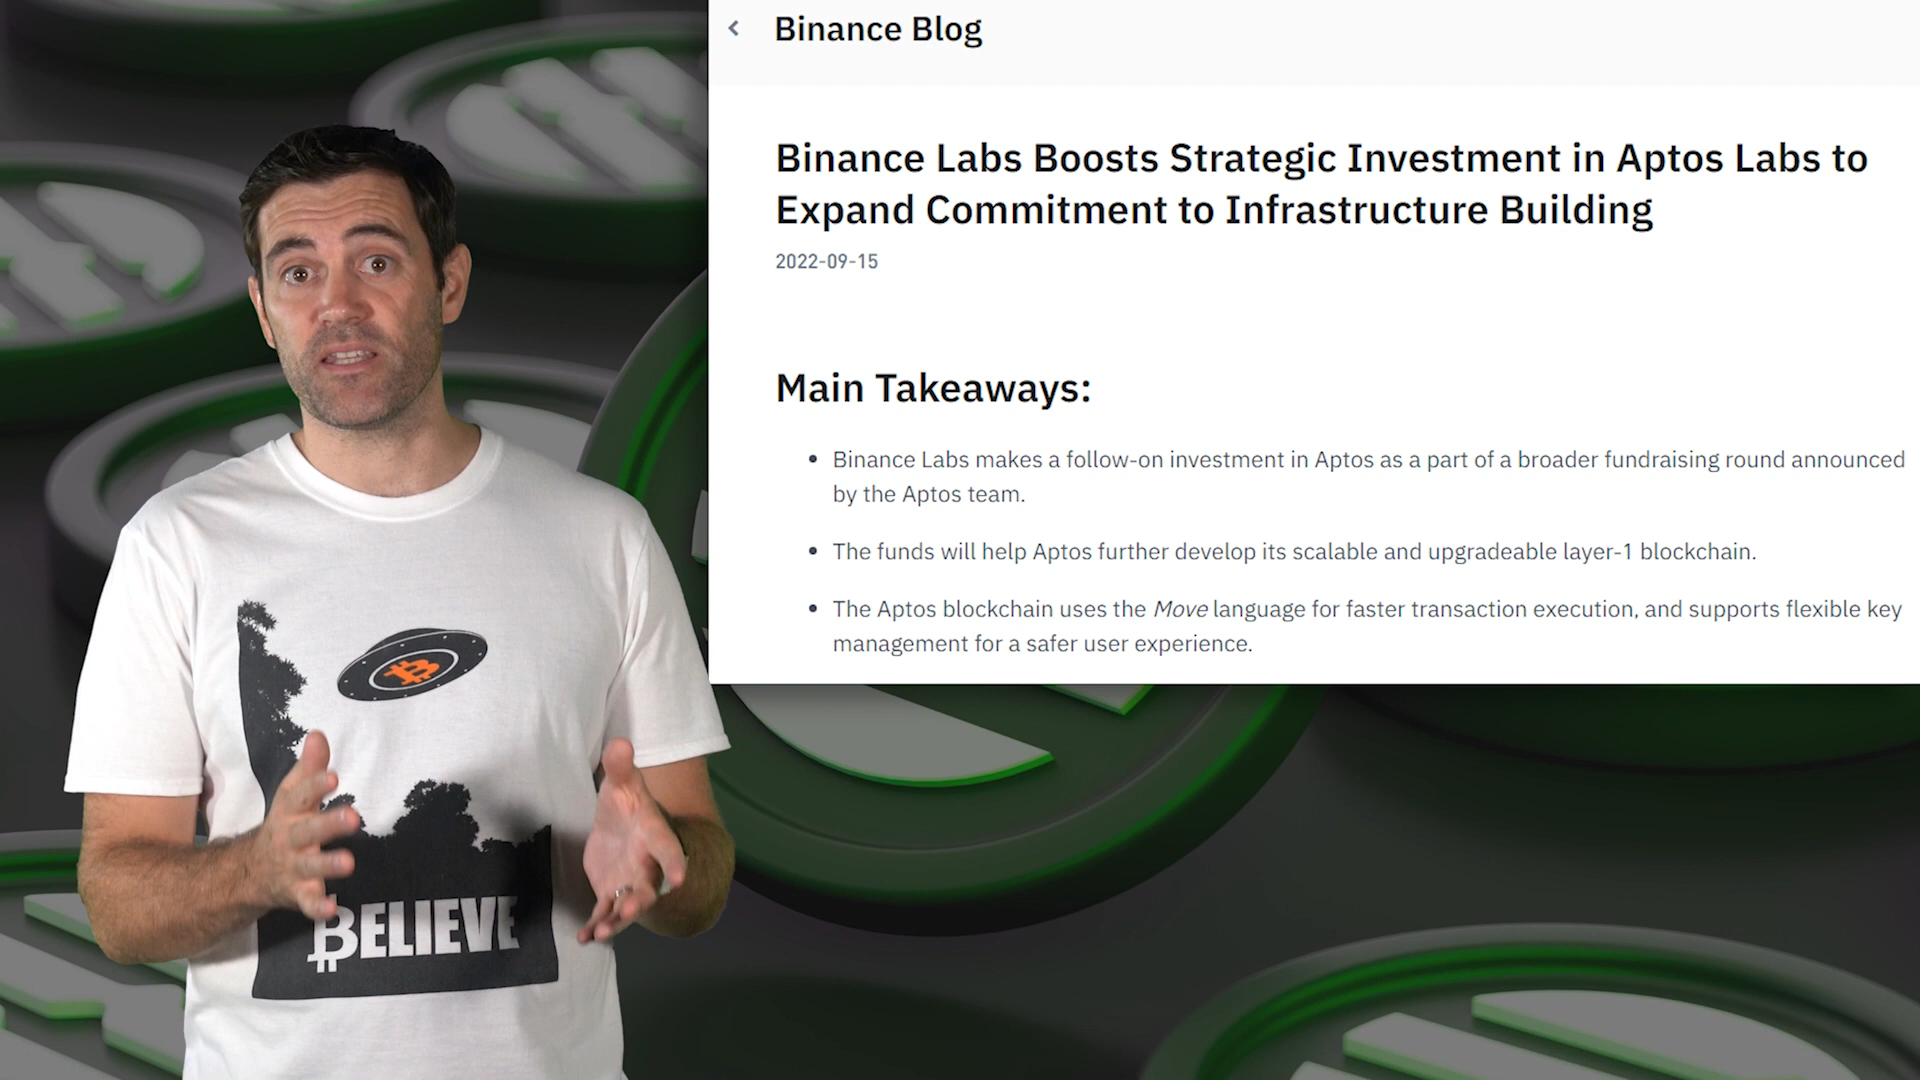 Binance Blog
Binance Labs Boosts Strategic Investment in Aptos Labs to
Expand Commitment to Infrastructure Building
2022-09-15
Main Takeaways:
Binance Labs makes a follow-on investment in Aptos as a part of a broader fundraising round announced
by the Aptos team.
The funds will help Aptos further develop its scalable and upgradeable layer-1 blockchain.
The Aptos blockchain uses the Move language for faster transaction execution, and supports flexible key
management for a safer user experience.
₿
₿ELIEVE